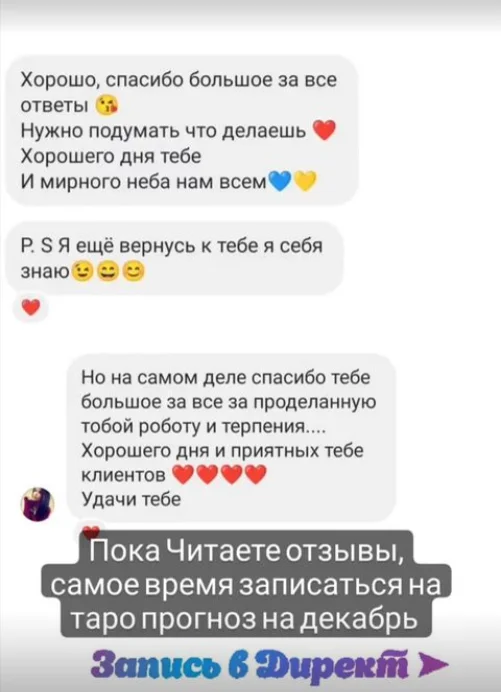 Хорошо, спасибо большое за все
ответы 😘
Нужно подумать что делаешь ❤️
Хорошего дня тебе
И мирного неба нам всем💙💛
P. S Я ещё вернусь к тебе я себя
знаю😉😄😊
❤️
Но на самом деле спасибо тебе
большое за все за проделанную
тобой роботу и терпения....
Хорошего дня и приятных тебе
клиентов ❤️❤️❤️❤️
Удачи тебе
Пока Читаете отзывы,
самое время записаться на
таро прогноз на декабрь
Запись в Директ